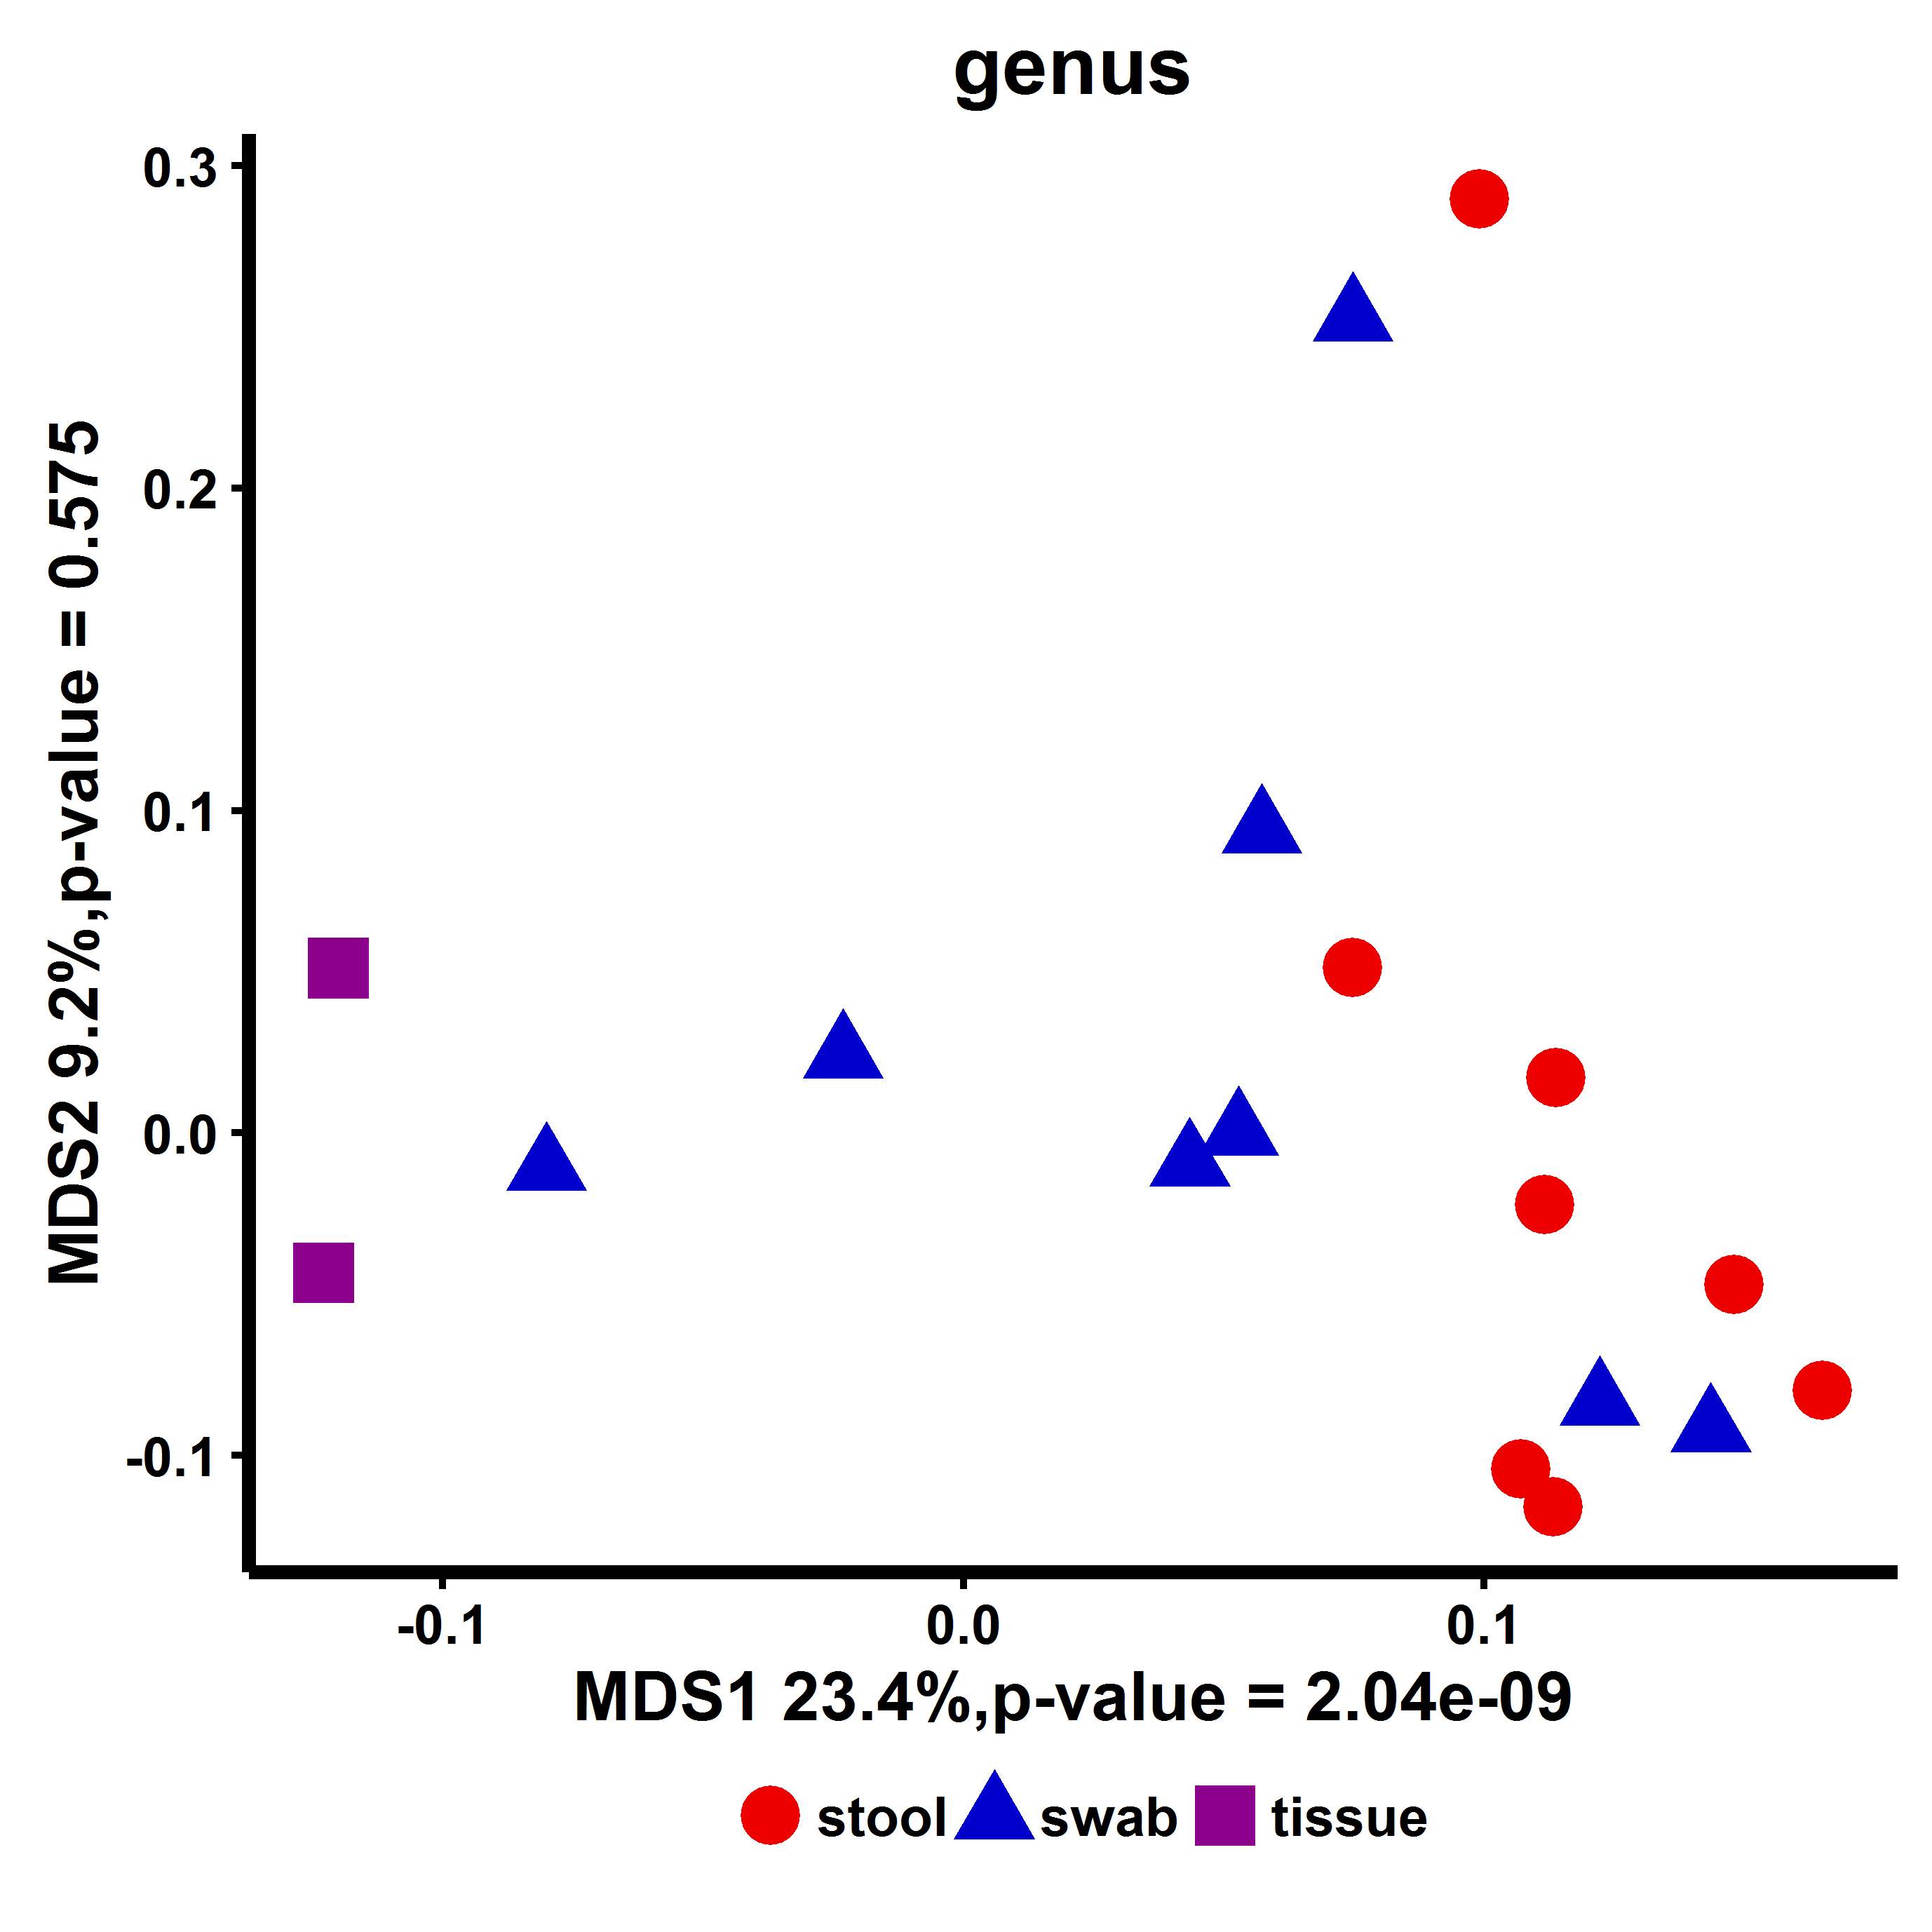 genus
0.3
0.2
0.1
0.0
-0.1
MDS2 9.2%,p-value = 0.575
-0.1
0.0
0.1
MDS1 23.4%,p-value = 2.04e-09
stool
swab
tissue